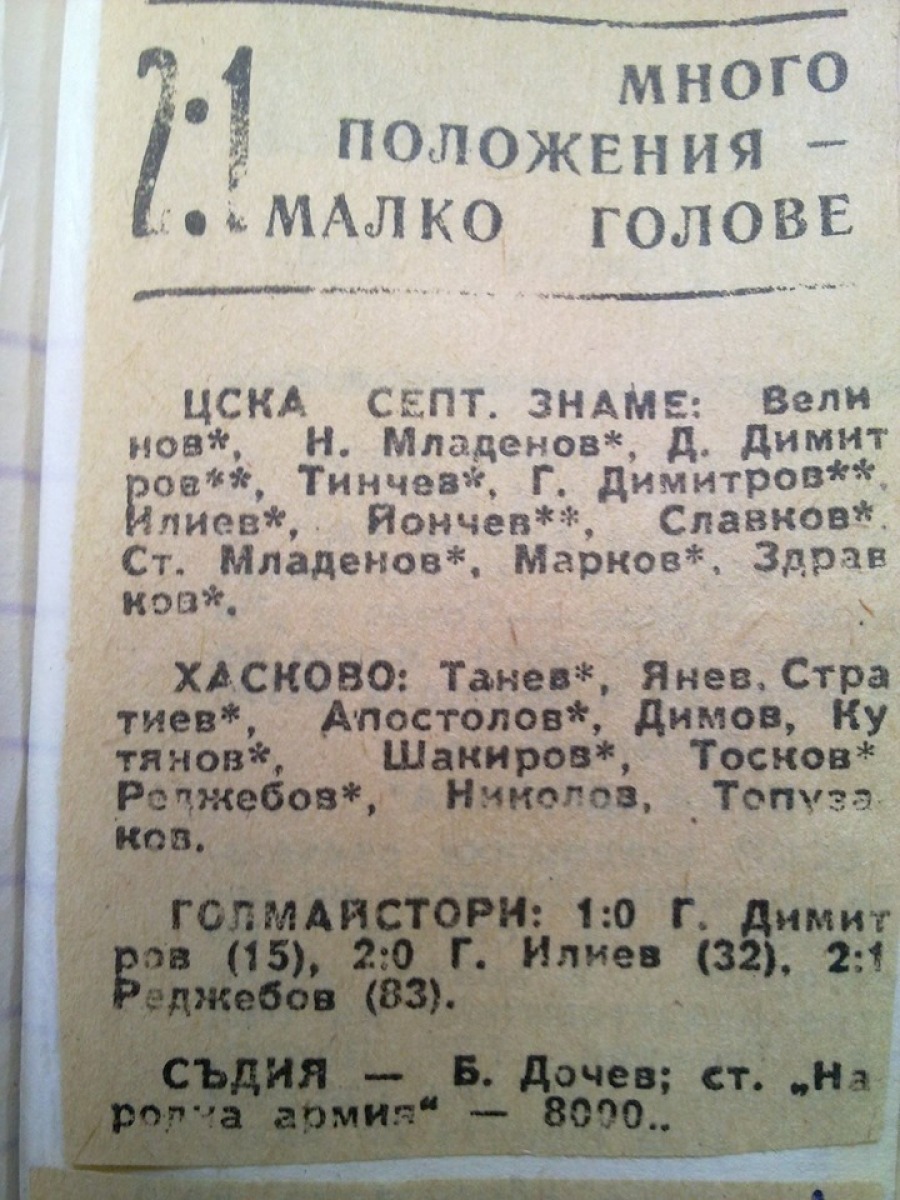 2:1
МНОГО
ПОЛОЖЕНИЯ —
МАЛКО ГОЛОВЕ
ЦСКА СЕПТ. ЗНАМЕ: Вели
нов*, Н. Младенов*, Д. Димит
ров**, Тинчев*, Г. Димитров**,
Илиев*, Йончев**, Славков*,
Ст. Младенов*, Марков*, Здрав
ков*.
ХАСКОВО: Танев*, Янев, Стра
тиев*, Апостолов*, Димов, Ку
тянов*, Шакиров*, Тосков*
Реджебов*, Николов, Топуза
ков.
ГОЛМАЙСТОРИ: 1:0 Г. Димит
ров (15), 2:0 Г. Илиев (32), 2:1
Реджебов (83).
СЪДИЯ — Б. Дочев; ст. „На
родна армия“ — 8000..